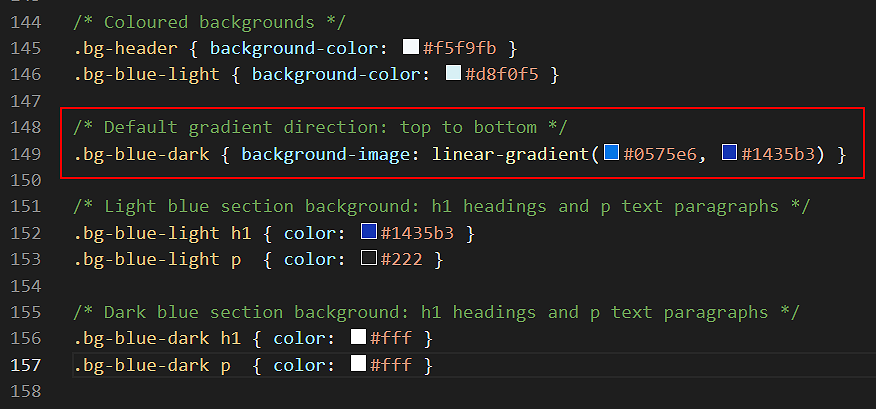 144 /* Coloured backgrounds */
145 .bg-header { background-color: #f5f9fb }
146 .bg-blue-light { background-color: #d8f0f5 }
147
148 /* Default gradient direction: top to bottom */
149 .bg-blue-dark { background-image: linear-gradient(#0575e6, #1435b3) }
150
151 /* Light blue section background: h1 headings and p text paragraphs */
152 .bg-blue-light h1 { color: #1435b3 }
153 .bg-blue-light p  { color: #222 }
154
155 /* Dark blue section background: h1 headings and p text paragraphs */
156 .bg-blue-dark h1 { color: #fff }
157 .bg-blue-dark p  { color: #fff }
158